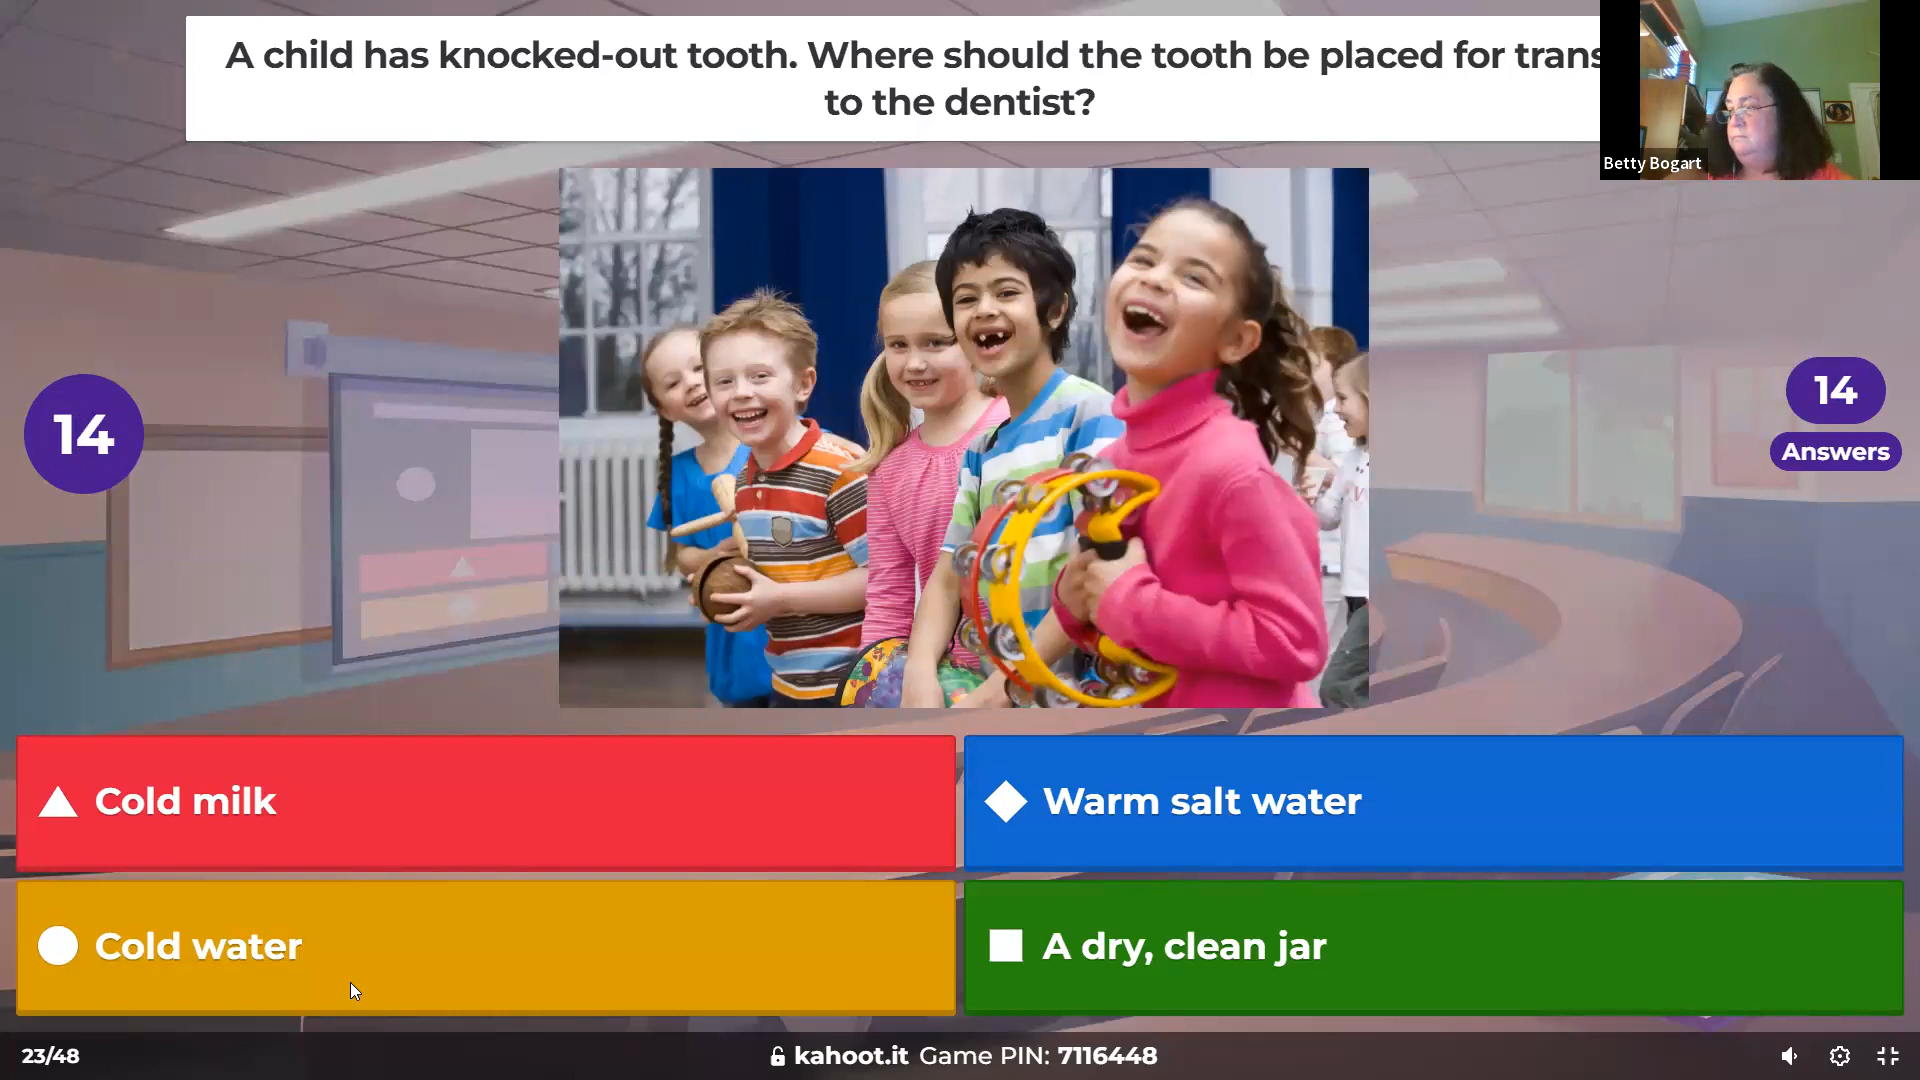 A child has knocked-out tooth. Where should the tooth be placed for
to the dentist?
Betty Bogart
14
14
Answers
Cold milk
Warm salt water
Cold water
A dry, clean jar
23/48
kahoot.it Game PIN: 7116448